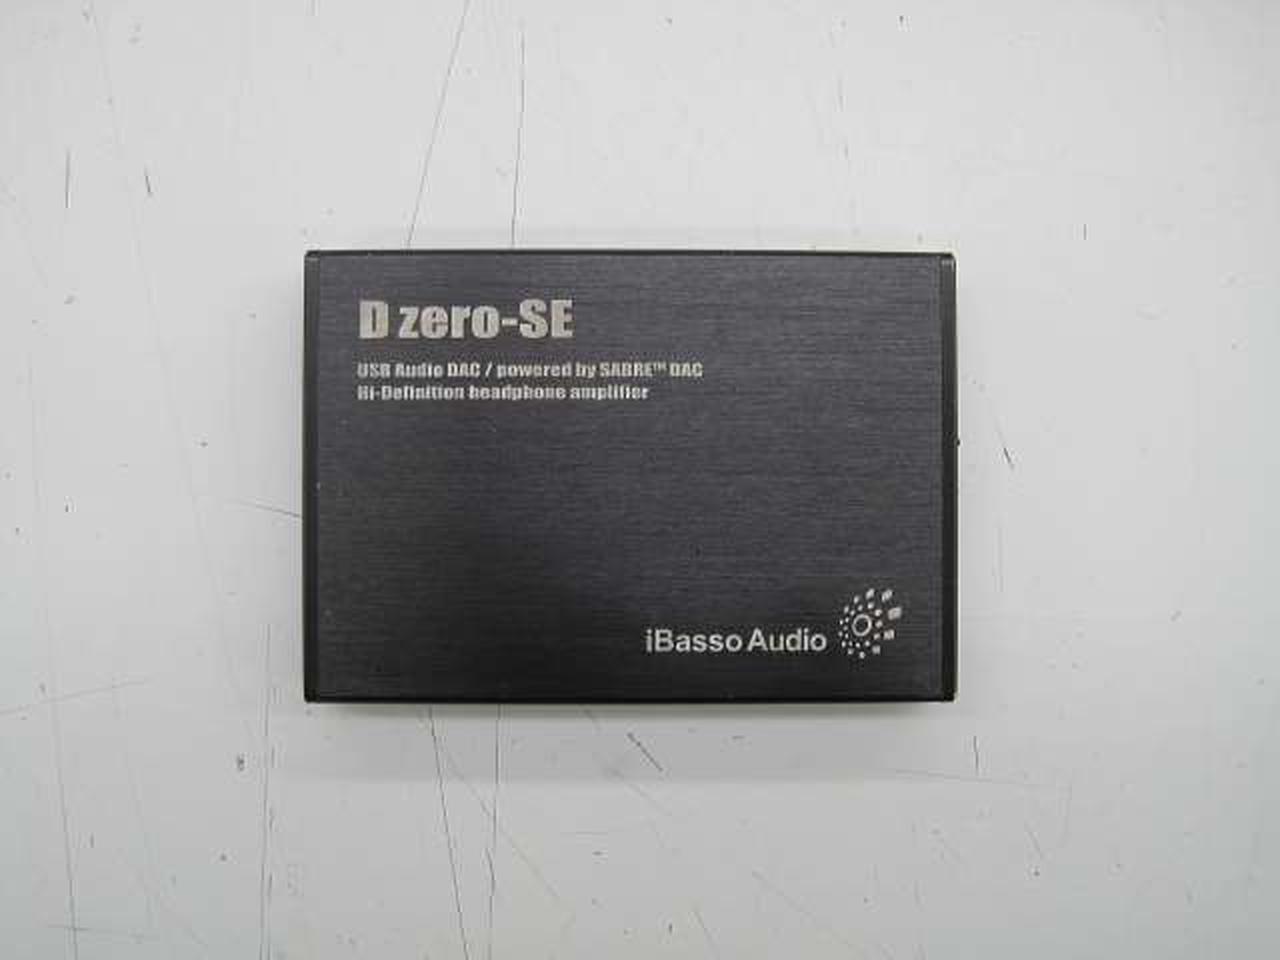 D zero-SE
USB Audio DAC / powered by SABRE™ DAC
Hi-Definition headphone amplifier
iBasso Audio